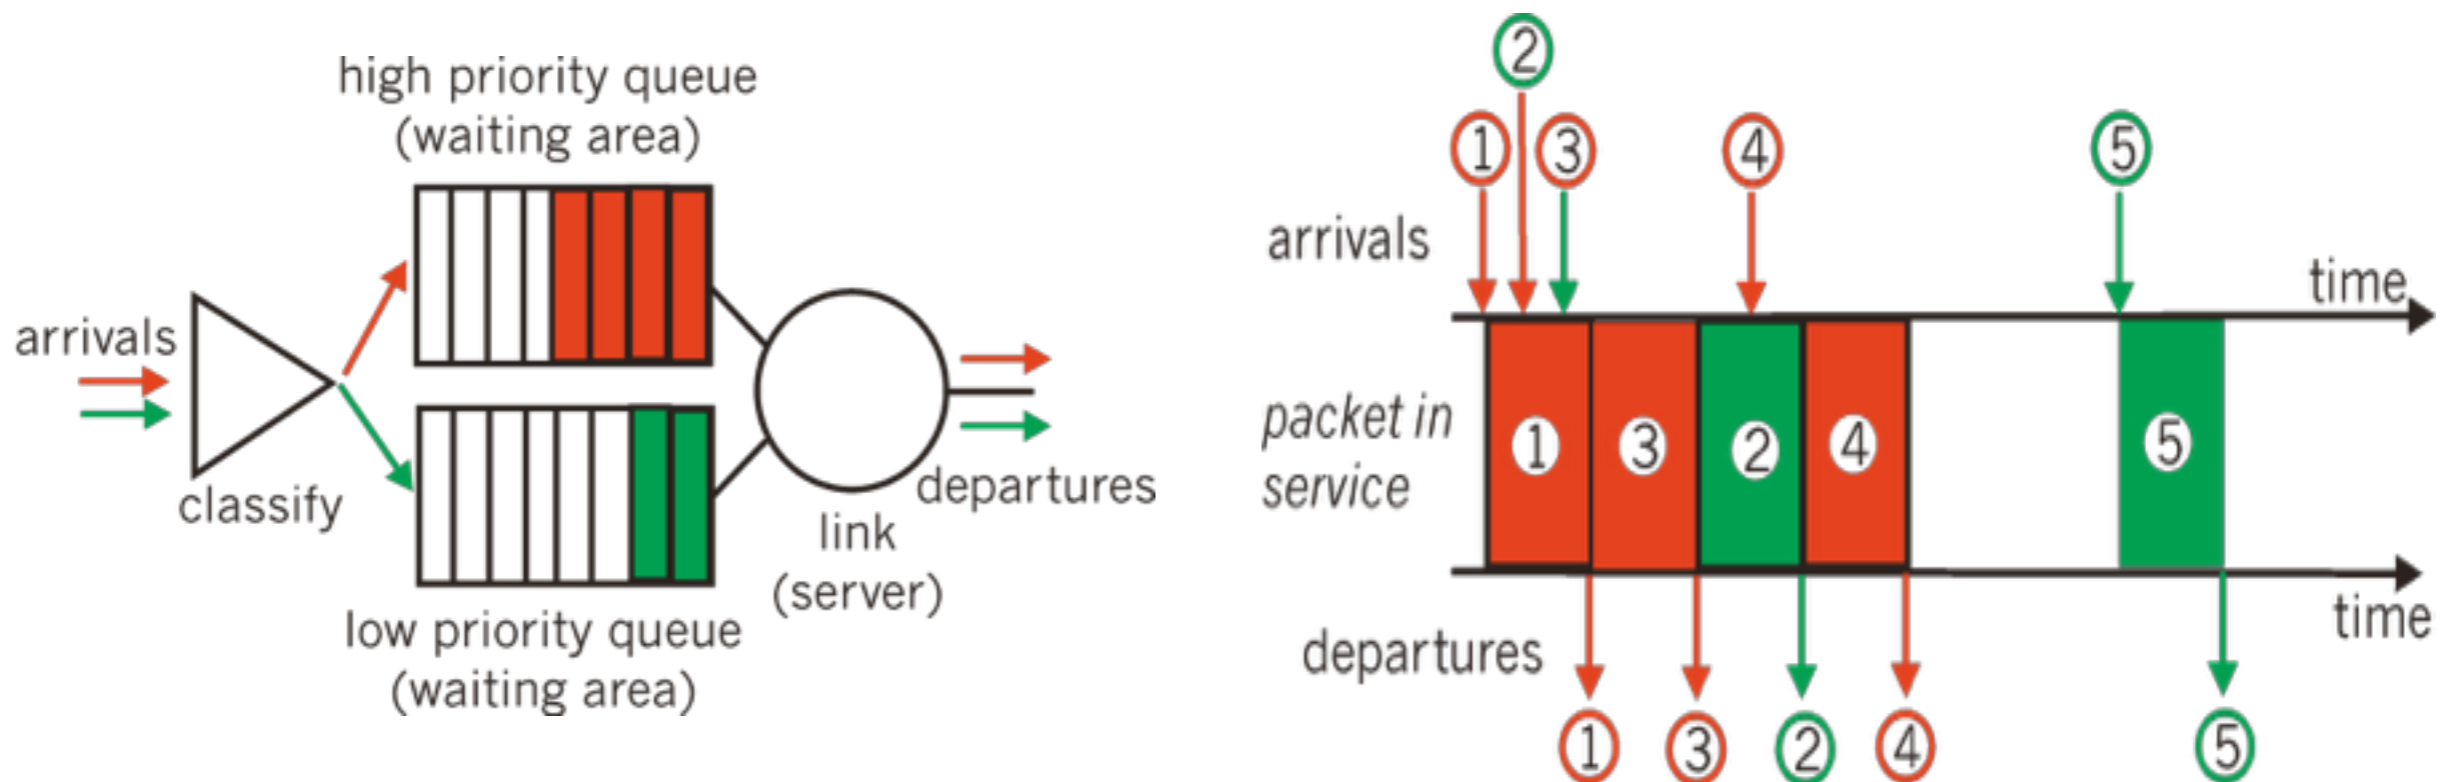 high priority queue
(waiting area)
arrivals
classify
low priority queue
(waiting area)
link
(server)
departures
2
1
3
4
5
arrivals
time
packet in
service
1
3
2
4
5
time
departures
1
3
2
4
5